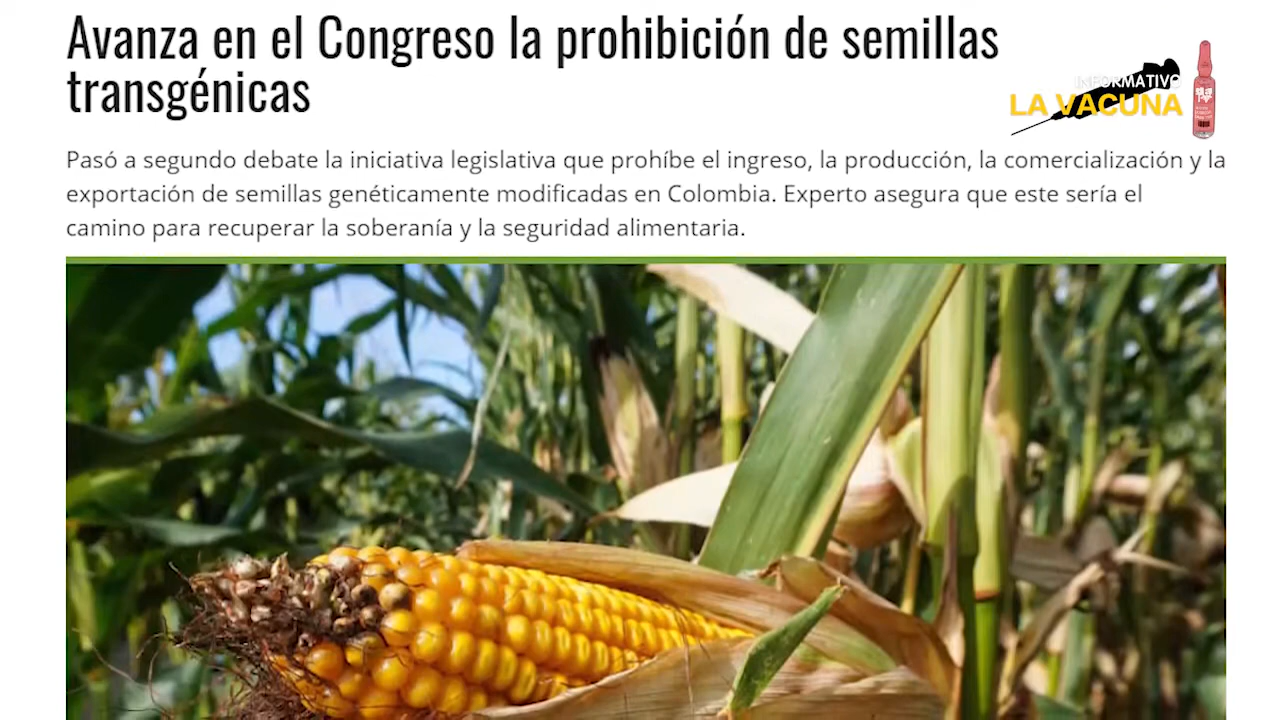 Avanza en el Congreso la prohibición de semillas
transgénicas
INFORMATIVO
LA VACUNA
Pasó a segundo debate la iniciativa legislativa que prohíbe el ingreso, la producción, la comercialización y la
exportación de semillas genéticamente modificadas en Colombia. Experto asegura que este sería el
camino para recuperar la soberanía y la seguridad alimentaria.